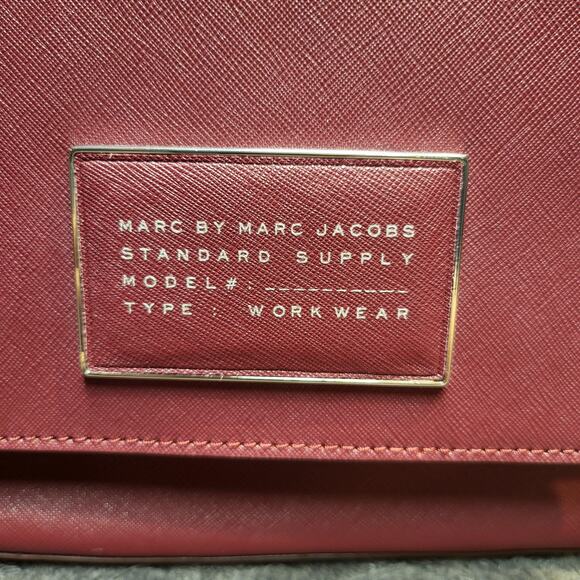 MARC BY MARC JACOBS
STANDARD SUPPLY
MODEL#: __________
TYPE : WORKWEAR